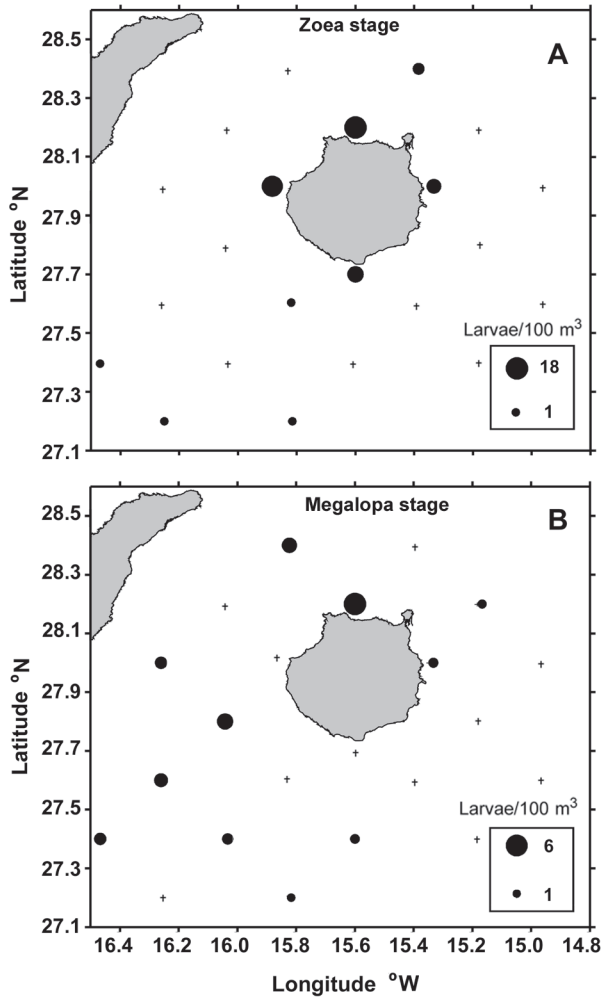 Zoea stage
A
28.5
28.3
28.1
27.9
27.7
27.5
27.3
27.1
Latitude ºN
Larvae/100 m³
18
1
Megalopa stage
B
28.5
28.3
28.1
27.9
27.7
27.5
27.3
27.1
Latitude ºN
Larvae/100 m³
6
1
16.4 16.2 16.0 15.8 15.6 15.4 15.2 15.0 14.8
Longitude ºW